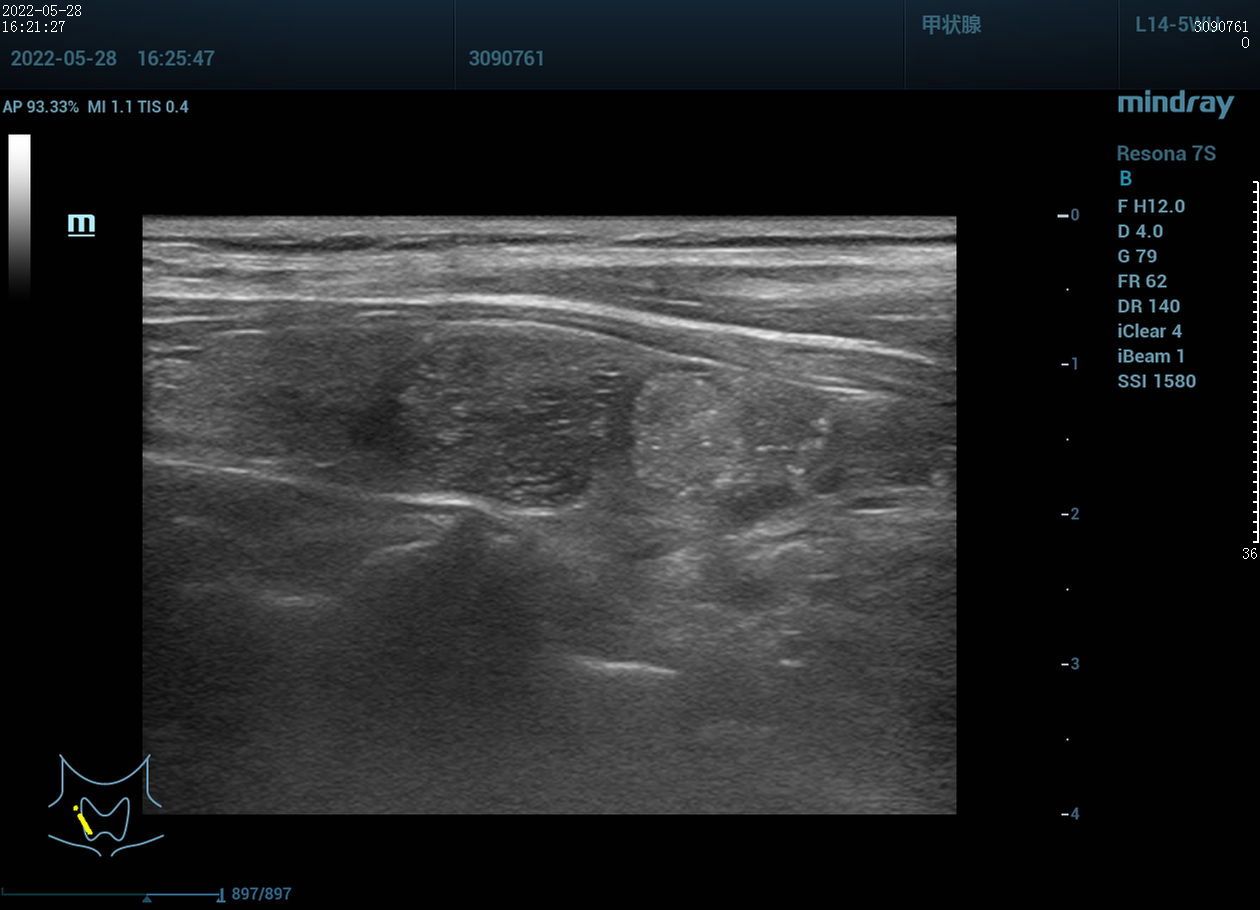 2022-05-28
16:21:27
2022-05-28 16:25:47
3090761
甲状腺
3090761
0
AP 93.33% MI 1.1 TIS 0.4
mindray
Resona 7S
B
F H12.0
D 4.0
G 79
FR 62
DR 140
iClear 4
iBeam 1
SSI 1580
m
0
1
2
3
4
36
897/897